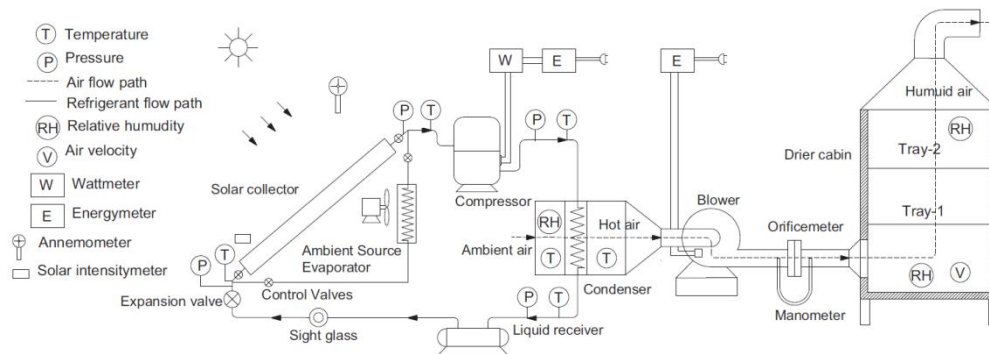 T Temperature
P Pressure
Air flow path
Refrigerant flow path
RH Relative humudity
V Air velocity
W Wattmeter
E Energymeter
Annemometer
Solar intensitymeter
Solar collector
P
T
W
E
Compressor
Ambient Source
Evaporator
P
T
Expansion valve
Control Valves
Sight glass
P
T
RH
Ambient air
Hot air
T
T
Condenser
P
T
Liquid receiver
E
Blower
Orificemeter
Manometer
Drier cabin
Humuid air
RH
Tray-2
Tray-1
RH
V